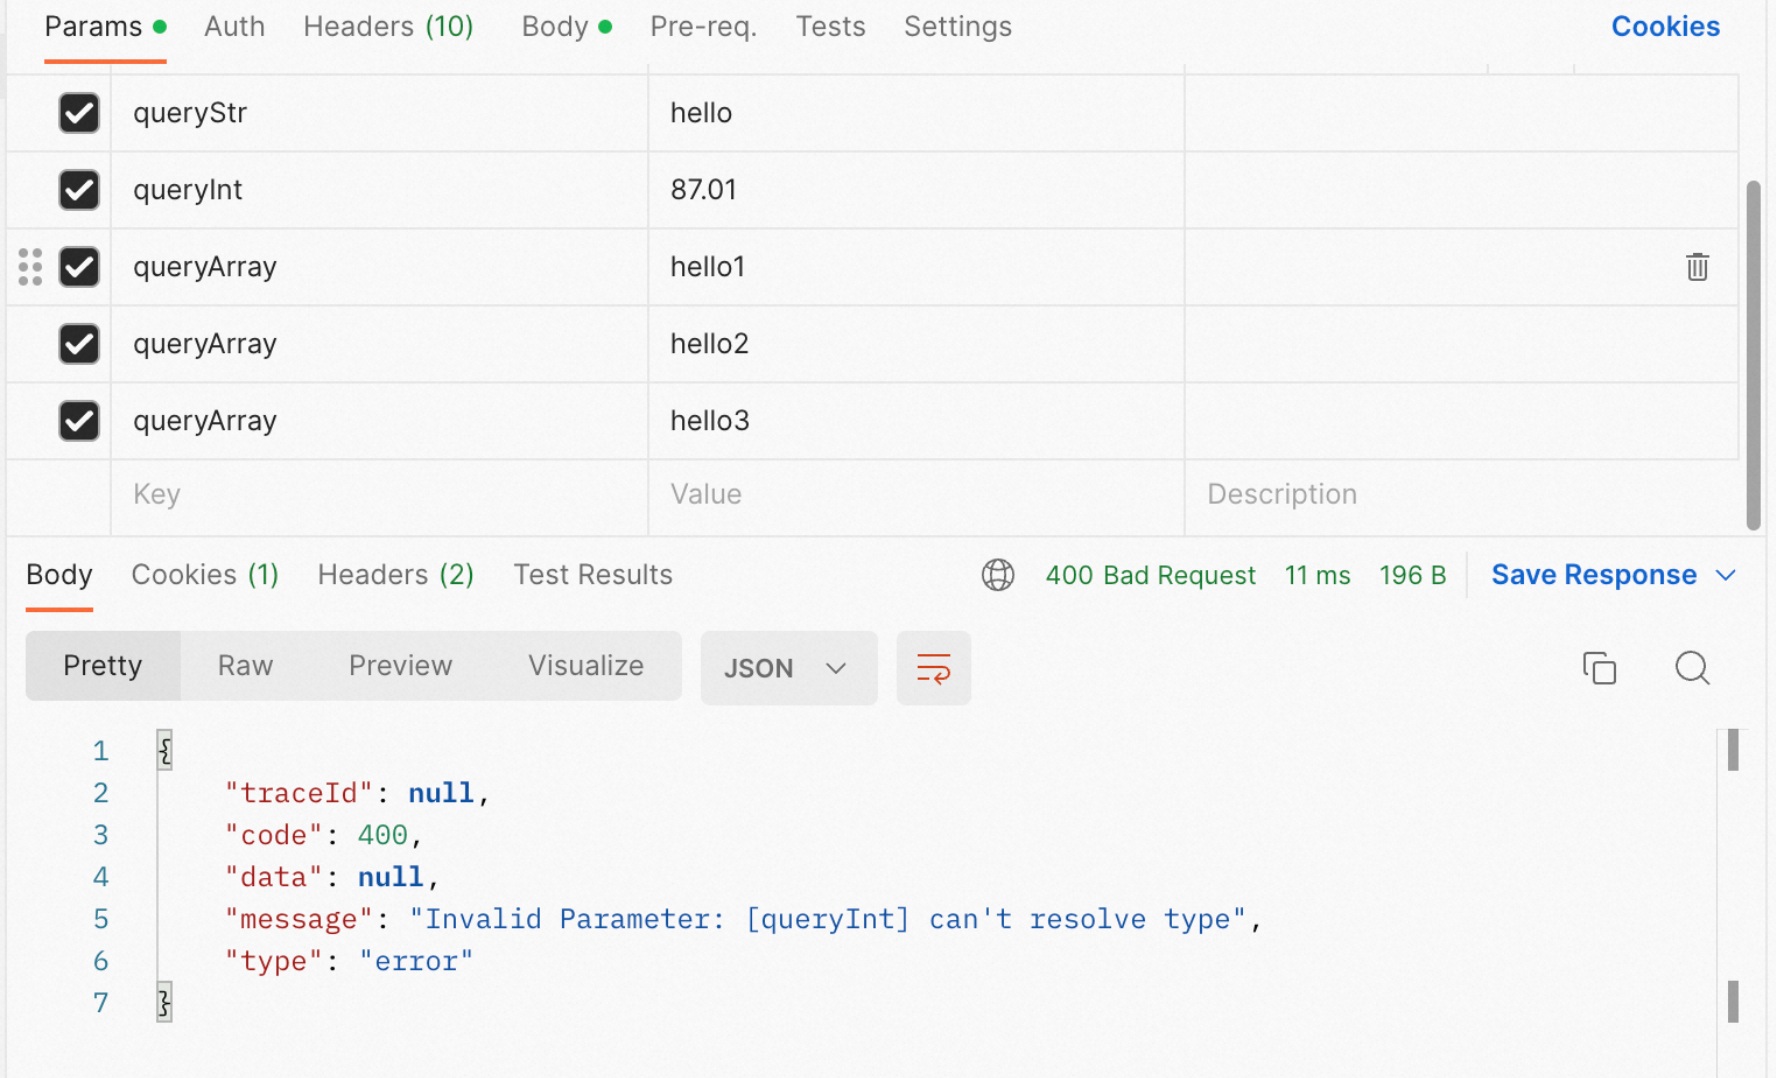 Params Auth Headers (10) Body Pre-req. Tests Settings Cookies
queryStr hello
queryInt 87.01
queryArray hello1
queryArray hello2
queryArray hello3
Key Value Description
Body Cookies (1) Headers (2) Test Results 400 Bad Request 11 ms 196 B Save Response
Pretty Raw Preview Visualize JSON
1 {
2 "traceId": null,
3 "code": 400,
4 "data": null,
5 "message": "Invalid Parameter: [queryInt] can't resolve type",
6 "type": "error"
7 }